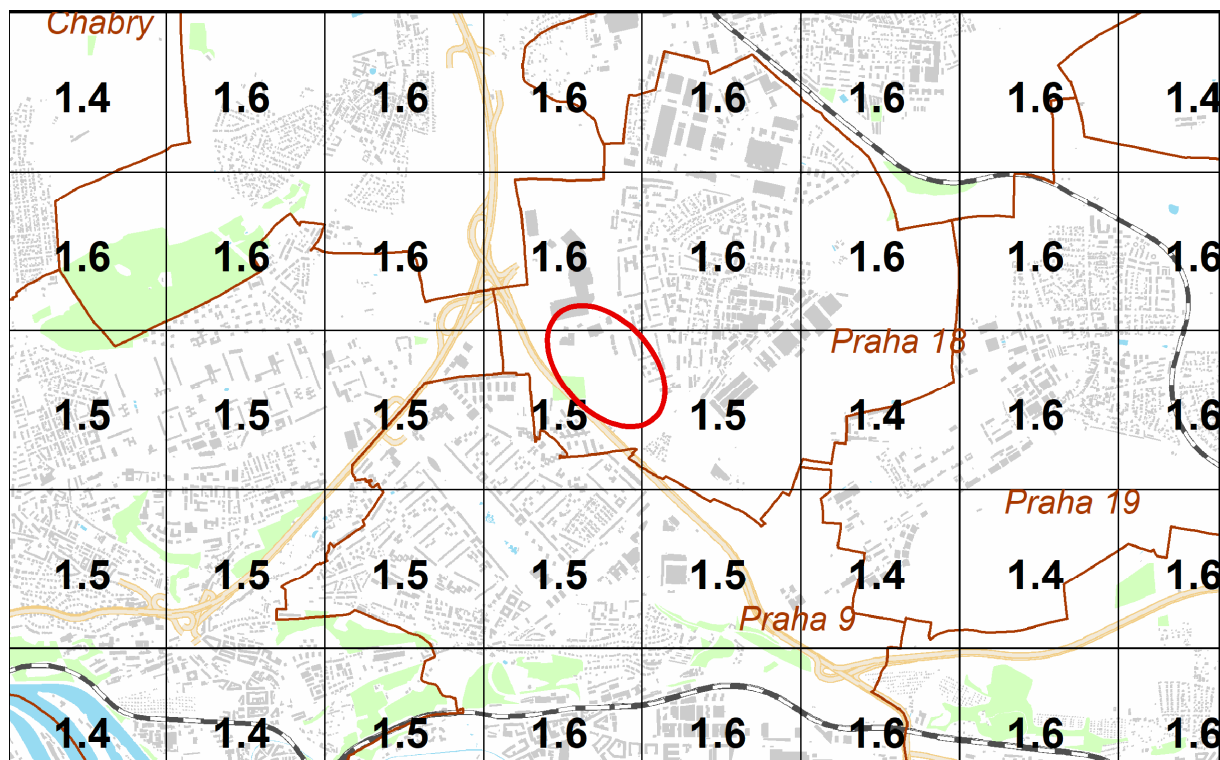 Chabry
1.4 1.6 1.6 1.6 1.6 1.6 1.6 1.4
1.6 1.6 1.6 1.6 1.6 1.6 1.6 1.6
Praha 18
1.5 1.5 1.5 1.5 1.5 1.4 1.6 1.6
Praha 19
1.5 1.5 1.5 1.5 1.5 1.4 1.4 1.6
Praha 9
1.4 1.4 1.5 1.6 1.6 1.6 1.6 1.6